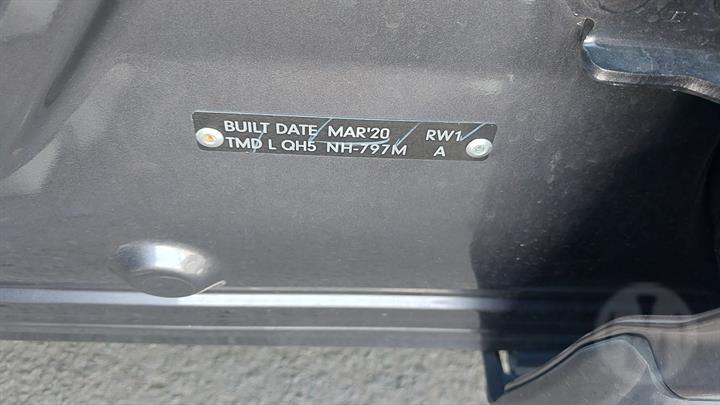 BUILT DATE MAR'20 RW1
TMD L QH5 NH-797M A